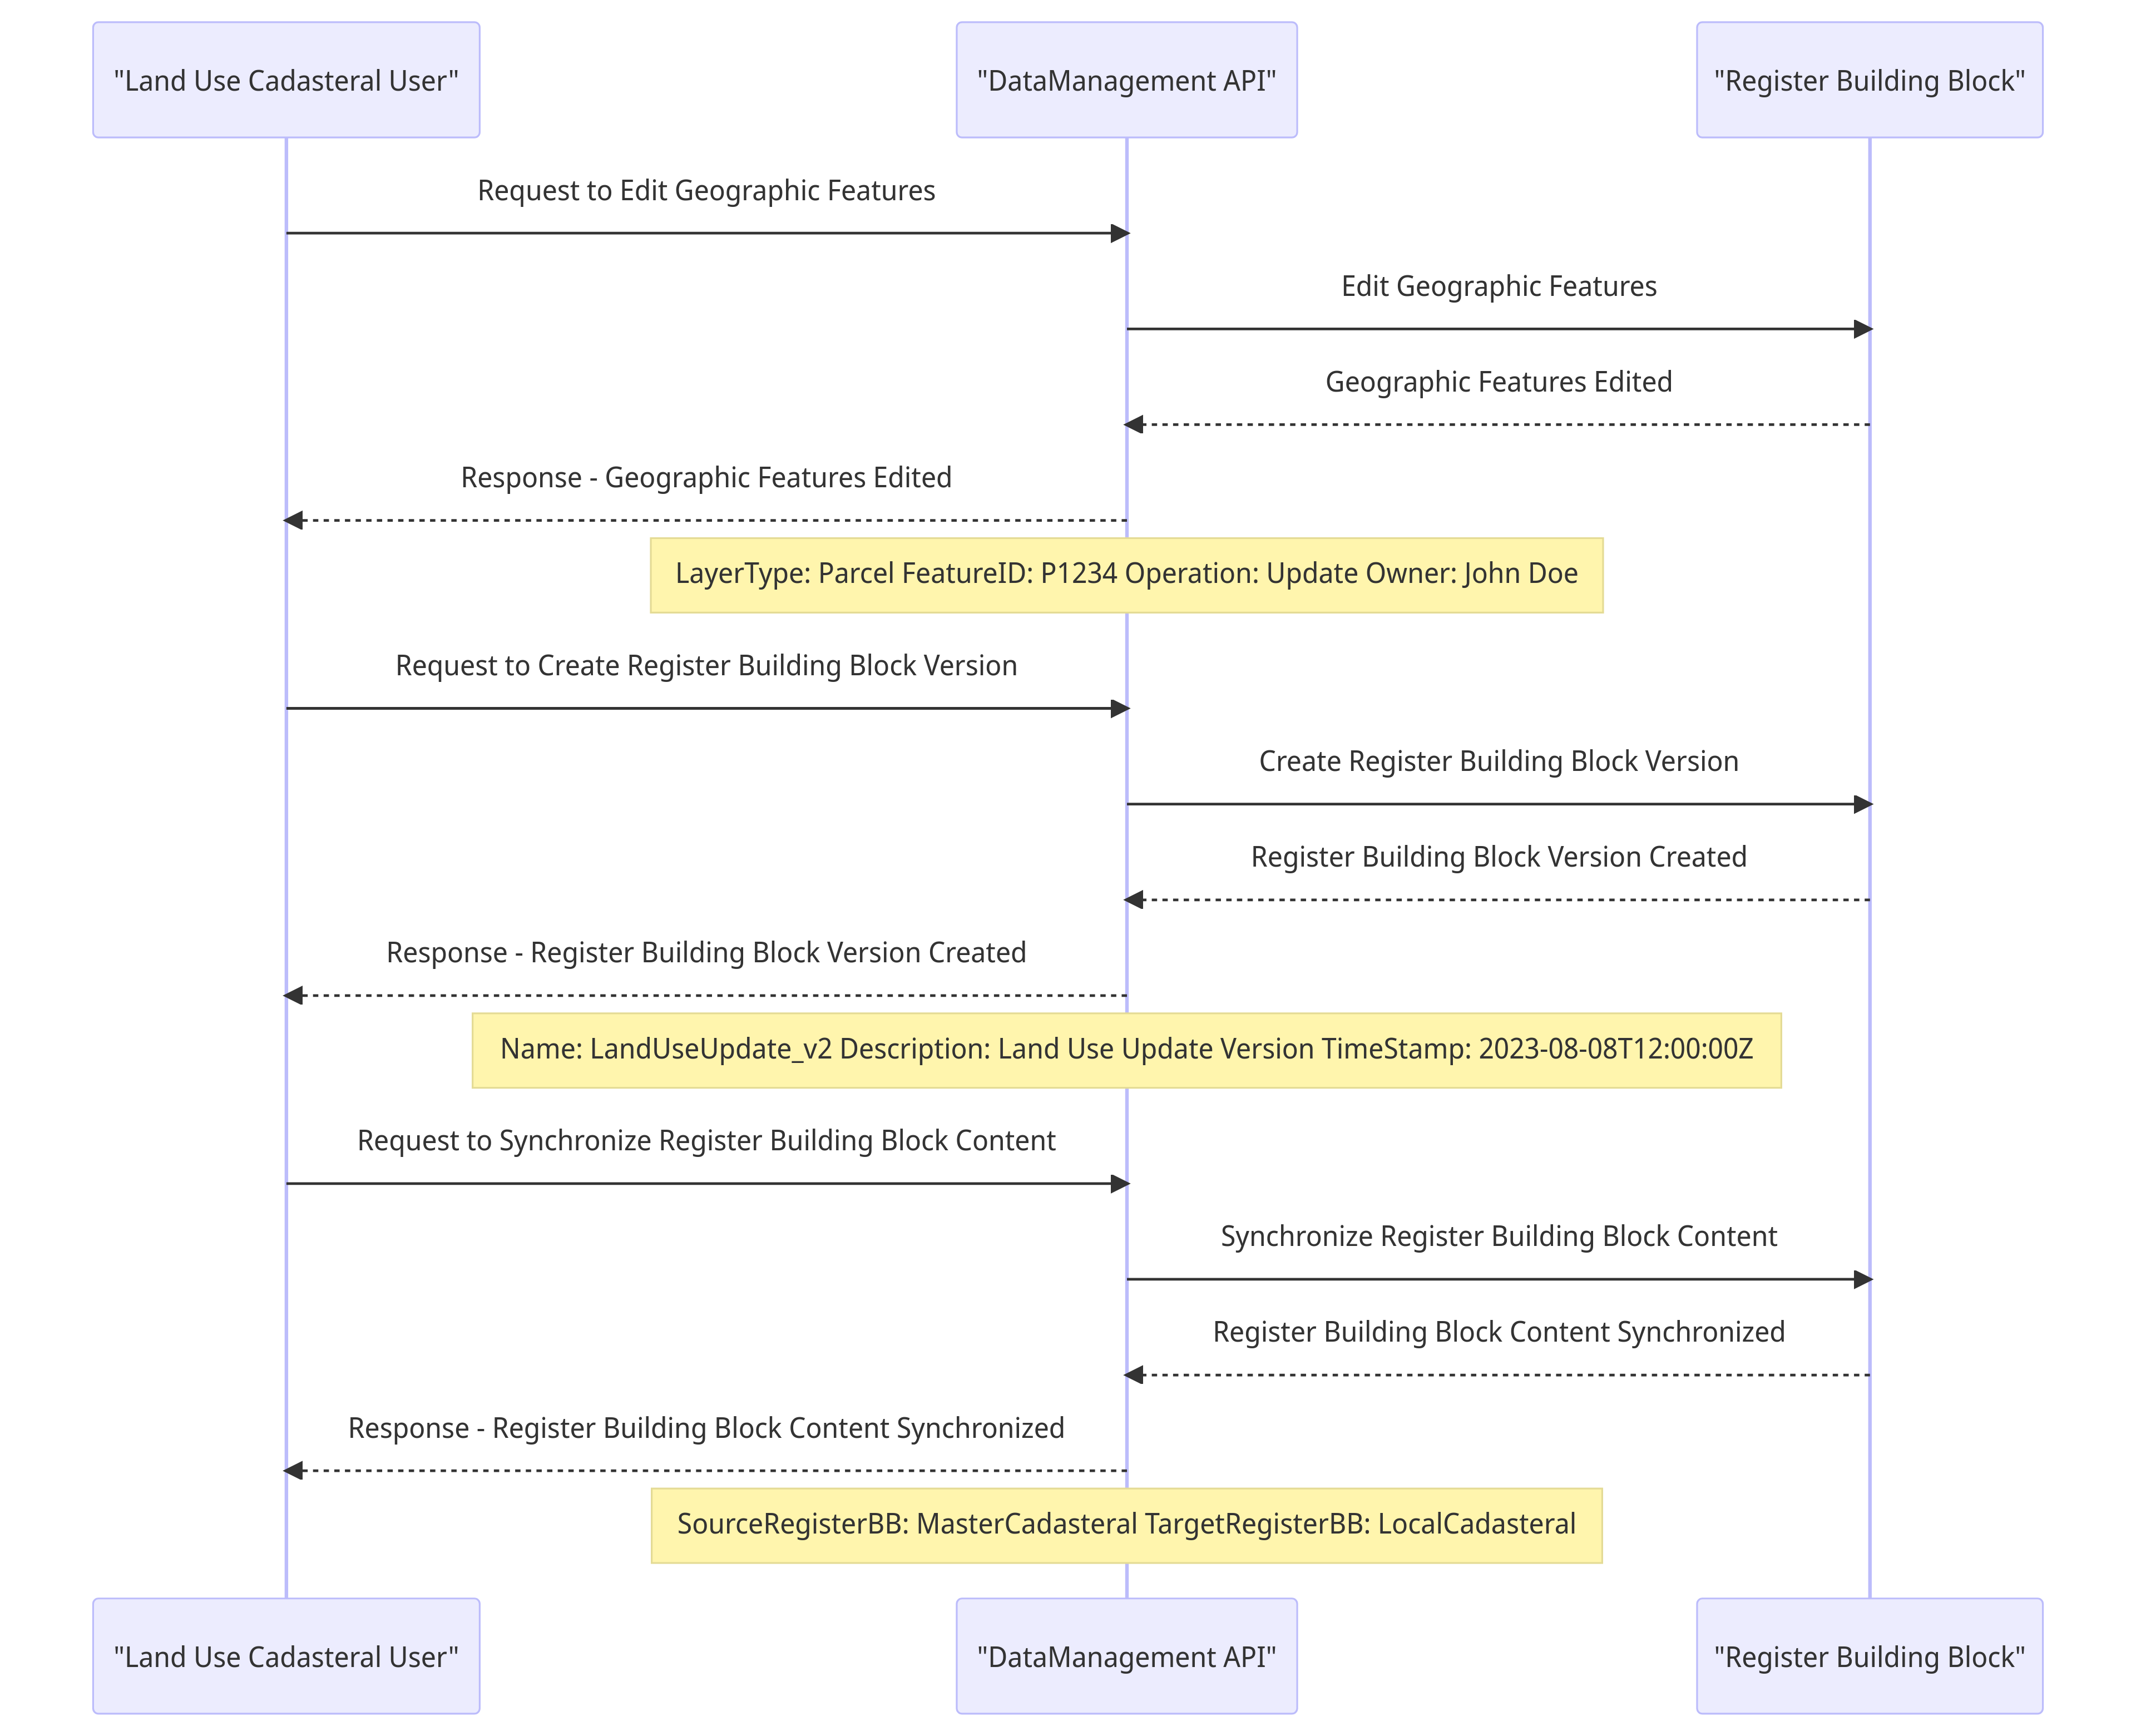 "Land Use Cadasteral User"
"DataManagement API"
"Register Building Block"
Request to Edit Geographic Features
Edit Geographic Features
Geographic Features Edited
Response - Geographic Features Edited
LayerType: Parcel FeatureID: P1234 Operation: Update Owner: John Doe
Request to Create Register Building Block Version
Create Register Building Block Version
Register Building Block Version Created
Response - Register Building Block Version Created
Name: LandUseUpdate_v2 Description: Land Use Update Version TimeStamp: 2023-08-08T12:00:00Z
Request to Synchronize Register Building Block Content
Synchronize Register Building Block Content
Register Building Block Content Synchronized
Response - Register Building Block Content Synchronized
SourceRegisterBB: MasterCadasteral TargetRegisterBB: LocalCadasteral
"Land Use Cadasteral User"
"DataManagement API"
"Register Building Block"